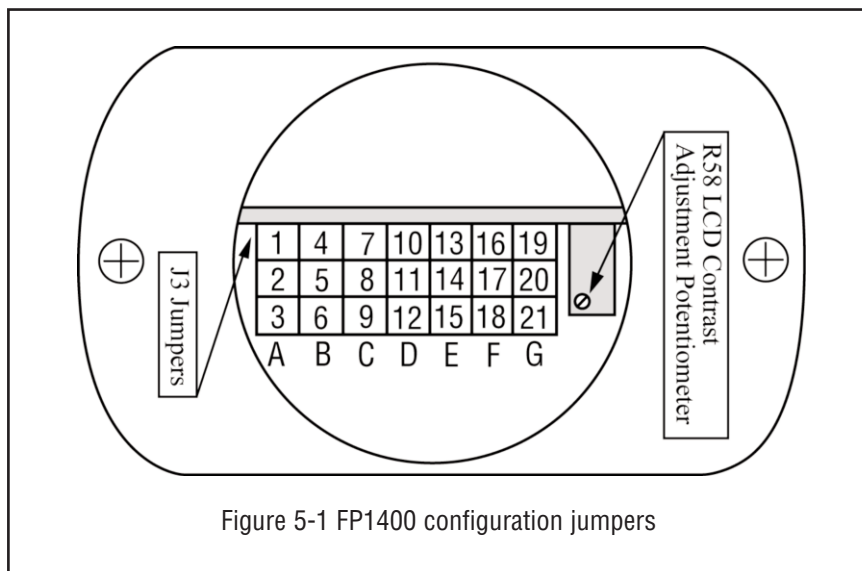 R58 LCD Contrast
Adjustment Potentiometer
J3 Jumpers
1 4 7 10 13 16 19
2 5 8 11 14 17 20
3 6 9 12 15 18 21
A B C D E F G
Figure 5-1 FP1400 configuration jumpers